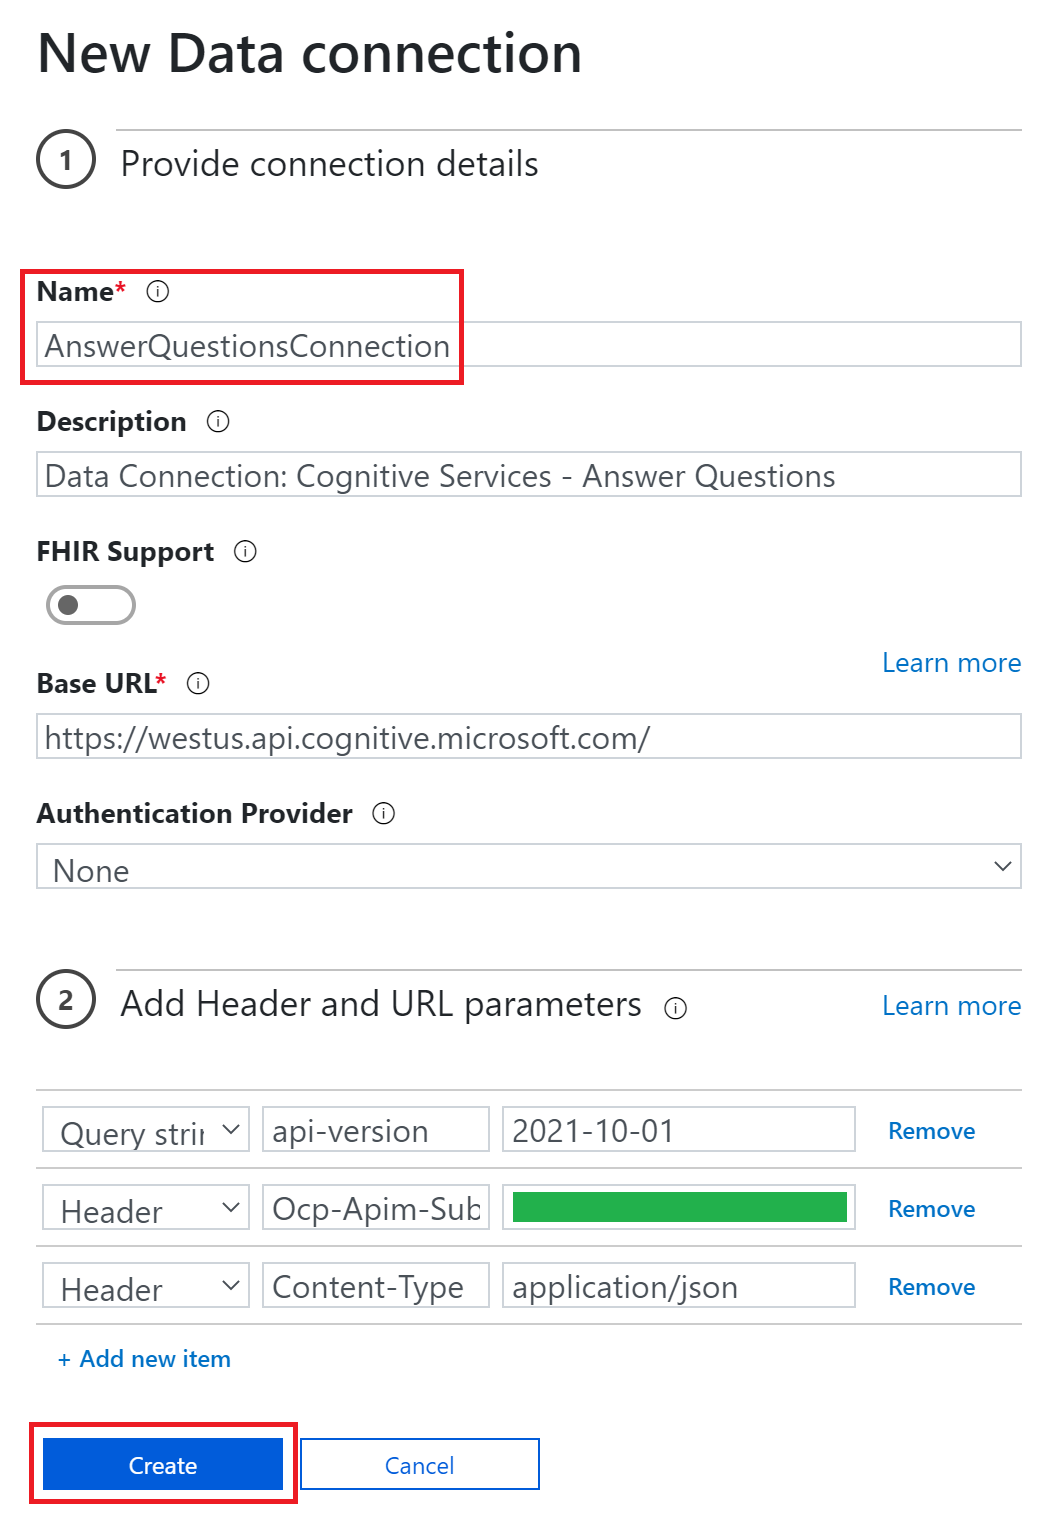 New Data connection
1 Provide connection details
Name*
AnswerQuestionsConnection
Description
Data Connection: Cognitive Services - Answer Questions
FHIR Support
Learn more
Base URL*
https://westus.api.cognitive.microsoft.com/
Authentication Provider
None
2 Add Header and URL parameters Learn more
Query strin api-version 2021-10-01 Remove
Header Ocp-Apim-Sub Remove
Header Content-Type application/json Remove
+ Add new item
Create Cancel